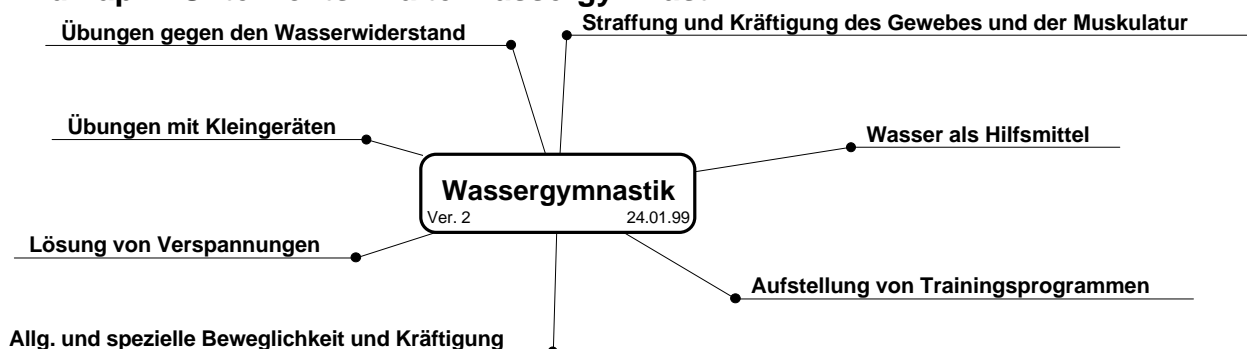 Straffung und Kräftigung des Gewebes und der Muskulatur
Übungen gegen den Wasserwiderstand
Übungen mit Kleingeräten
Wasser als Hilfsmittel
Wassergymnastik
Ver. 2
24.01.99
Lösung von Verspannungen
Aufstellung von Trainingsprogrammen
Allg. und spezielle Beweglichkeit und Kräftigung